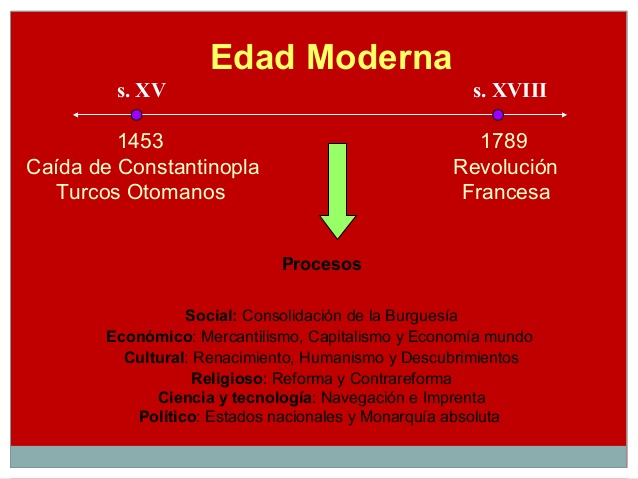 Edad Moderna
s. XV
s. XVIII
1453
Caída de Constantinopla
Turcos Otomanos
1789
Revolución
Francesa
Procesos
Social: Consolidación de la Burguesía
Económico: Mercantilismo, Capitalismo y Economía mundo
Cultural: Renacimiento, Humanismo y Descubrimientos
Religioso: Reforma y Contrareforma
Ciencia y tecnología: Navegación e Imprenta
Político: Estados nacionales y Monarquía absoluta